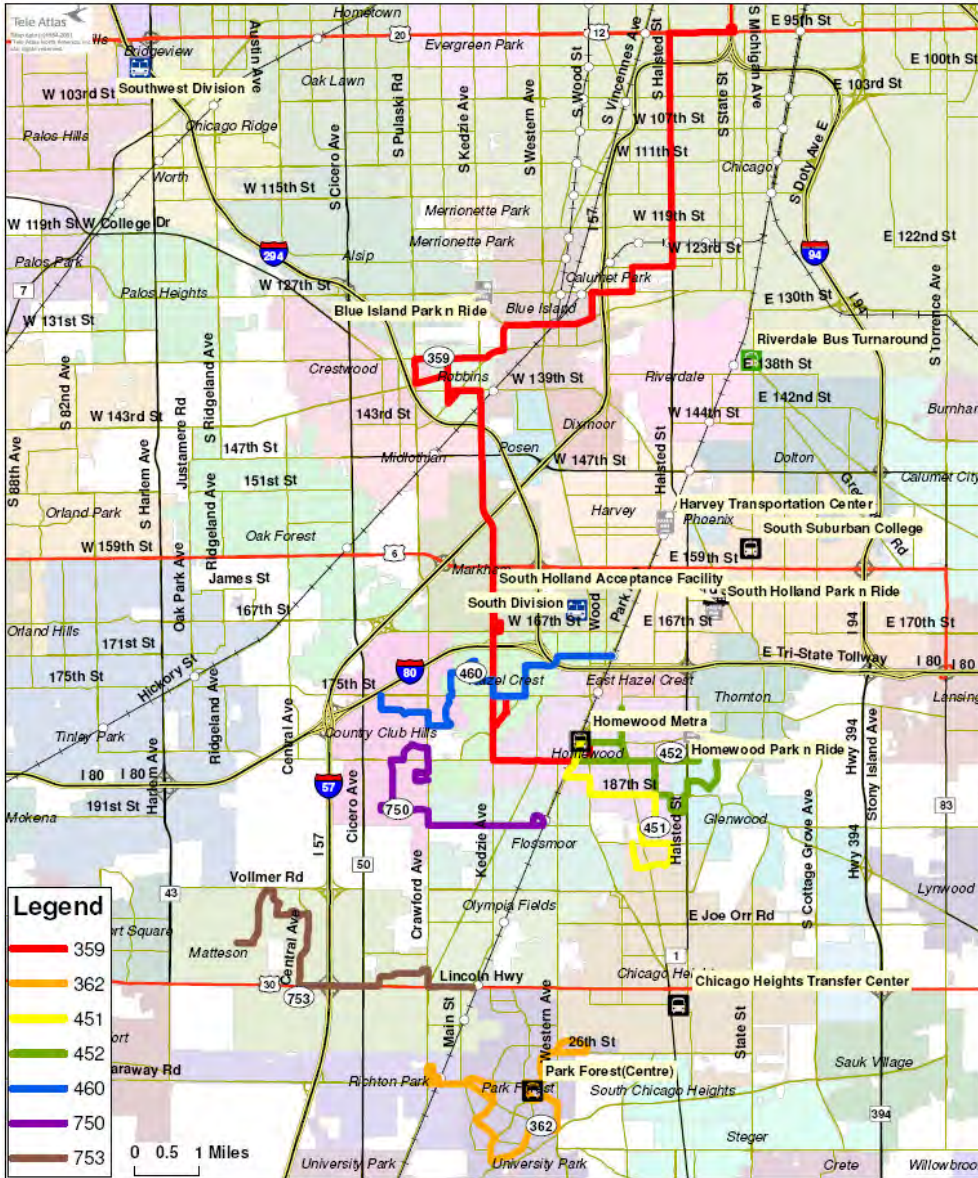 Tele Atlas
Hometown
Evergreen Park
20
12
E 95th St
Bridgeview
Southwest Division
W 103rd St
Palos Hills
Chicago Ridge
Austin Ave
Oak Lawn
S Cicero Ave
S Pulaski Rd
S Kedzie Ave
S Western Ave
S Wood St
S Vincennes Ave
S Halsted St
S State St
S Michigan Ave
E 100th St
E 103rd St
W 107th St
W 111th St
Chicago
S Doty Ave E
Worth
W 115th St
Merrionette Park
Merrionette Park
I 57
W 119th St
W College Dr
W 119th St
W 123rd St
E 122nd St
Palos Park
294
Alsip
94
7
Palos Heights
W 127th St
Calumet Park
E 130th St
I 94
S Torrence Ave
W 131st St
Blue Island Park n Ride
Blue Island
Riverdale Bus Turnaround
359
Crestwood
Robbins
W 139th St
Riverdale
E 138th St
E 142nd St
S 82nd Ave
S Ridgeland Ave
Justamere Rd
W 143rd St
143rd St
W 144th St
Dixmoor
Posen
147th St
Midlothian
W 147th St
Dolton
Halsted St
Calumet City
S 88th Ave
S Harlem Ave
151st St
Orland Park
Ridgeland Ave
Harvey
Harvey Transportation Center
Phoenix
South Suburban College
W 159th St
Oak Forest
6
E 159th St
Oak Park Ave
James St
Markham
South Holland Acceptance Facility
South Holland Park n Ride
167th St
South Division
W 167th St
Wood
E 167th St
E 170th St
Orland Hills
171st St
175th St
Hickory St
I 94
E Tri-State Tollway
I 80
I 80
175th St
80
460
Hazel Crest
East Hazel Crest
Thornton
Lansing
Ridgeland Ave
Central Ave
Tinley Park
Country Club Hills
Homewood Metra
Homewood
452
Homewood Park n Ride
Hwy 394
Stony Island Ave
I 80
I 80
Harlem Ave
57
187th St
83
191st St
Mokena
Cicero Ave
750
451
Halsted St
Glenwood
S Cottage Grove Ave
I 57
Kedzie Ave
Flossmoor
Hwy 394
50
Crawford Ave
Lynwood
Vollmer Rd
43
Legend
Olympia Fields
E Joe Orr Rd
Central Ave
Matteson
1
30
753
Lincoln Hwy
Chicago Heights Transfer Center
Main St
Western Ave
26th St
State St
Sauk Village
Richton Park
Park Forest
Park Forest(Centre)
South Chicago Heights
362
394
Steger
University Park
University Park
Crete
359
362
451
452
460
750
753
0 0.5 1 Miles